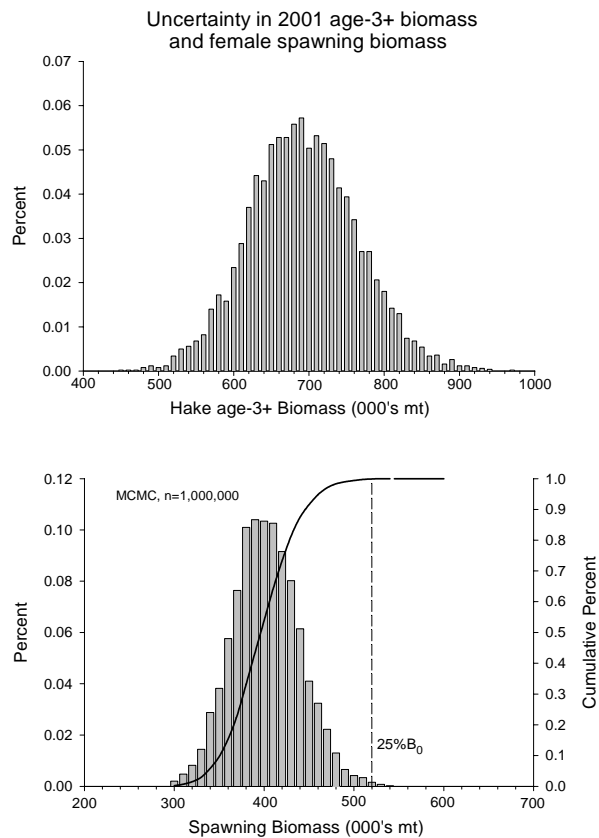 Uncertainty in 2001 age-3+ biomass
and female spawning biomass
0.07
0.06
0.05
0.04
0.03
0.02
0.01
0.00
Percent
400 500 600 700 800 900 1000
Hake age-3+ Biomass (000's mt)
MCMC, n=1,000,000
0.12
0.10
0.08
0.06
0.04
0.02
0.00
Percent
1.0
0.9
0.8
0.7
0.6
0.5
0.4
0.3
0.2
0.1
0.0
Cumulative Percent
25%B₀
200 300 400 500 600 700
Spawning Biomass (000's mt)